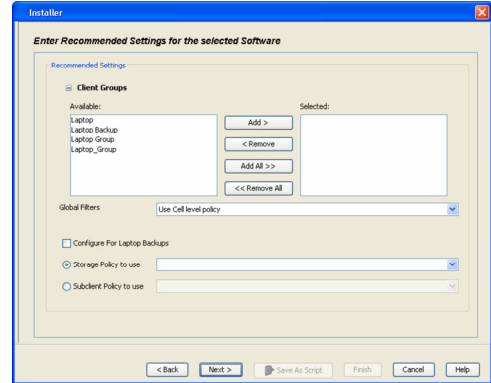 Installer
Enter Recommended Settings for the selected Software
Recommended Settings
Client Groups
Available:
Selected:
Laptop
Laptop Backup
Laptop Group
Laptop_Group
Add >
< Remove
Add All >>
<< Remove All
Global Filters
Use Cell level policy
Configure For Laptop Backups
Storage Policy to use
Subclient Policy to use
< Back
Next >
Save As Script
Finish
Cancel
Help